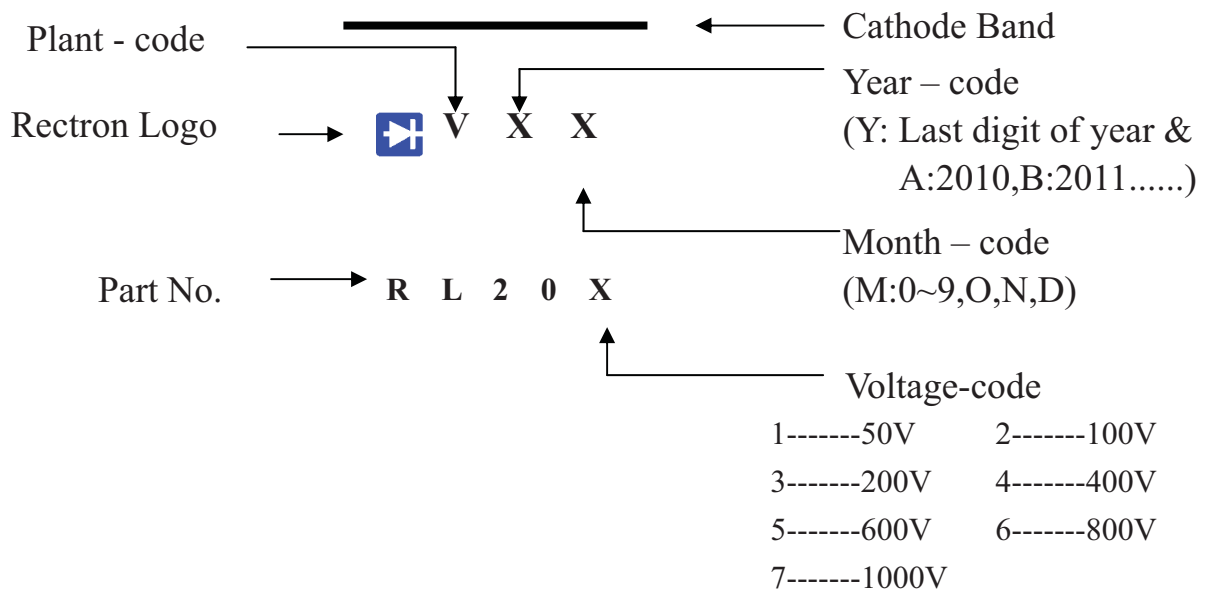 Plant - code
Cathode Band
Year – code
(Y: Last digit of year &
A:2010,B:2011......)
Rectron Logo
V X X
Month – code
(M:0~9,O,N,D)
Part No.
R L 2 0 X
Voltage-code
1-------50V 2-------100V
3-------200V 4-------400V
5-------600V 6-------800V
7-------1000V